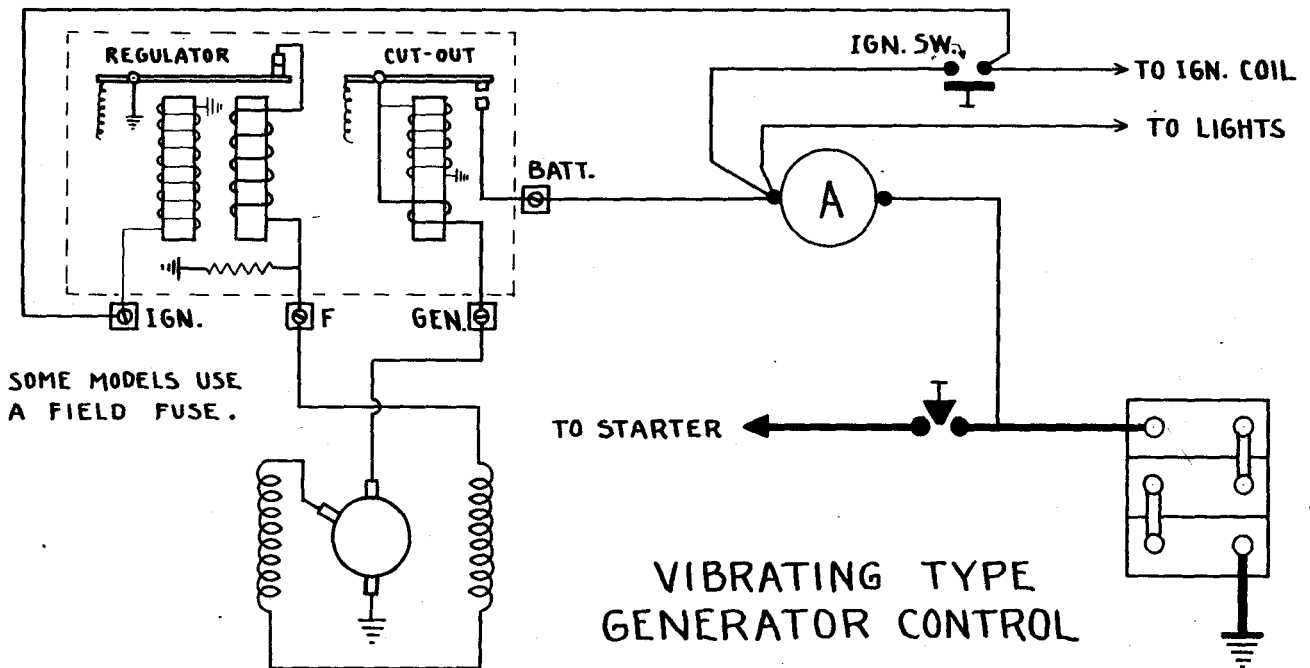 REGULATOR
CUT-OUT
IGN. SW.
TO IGN. COIL
TO LIGHTS
BATT.
A
IGN.
F
GEN.
SOME MODELS USE
A FIELD FUSE.
TO STARTER
VIBRATING TYPE
GENERATOR CONTROL